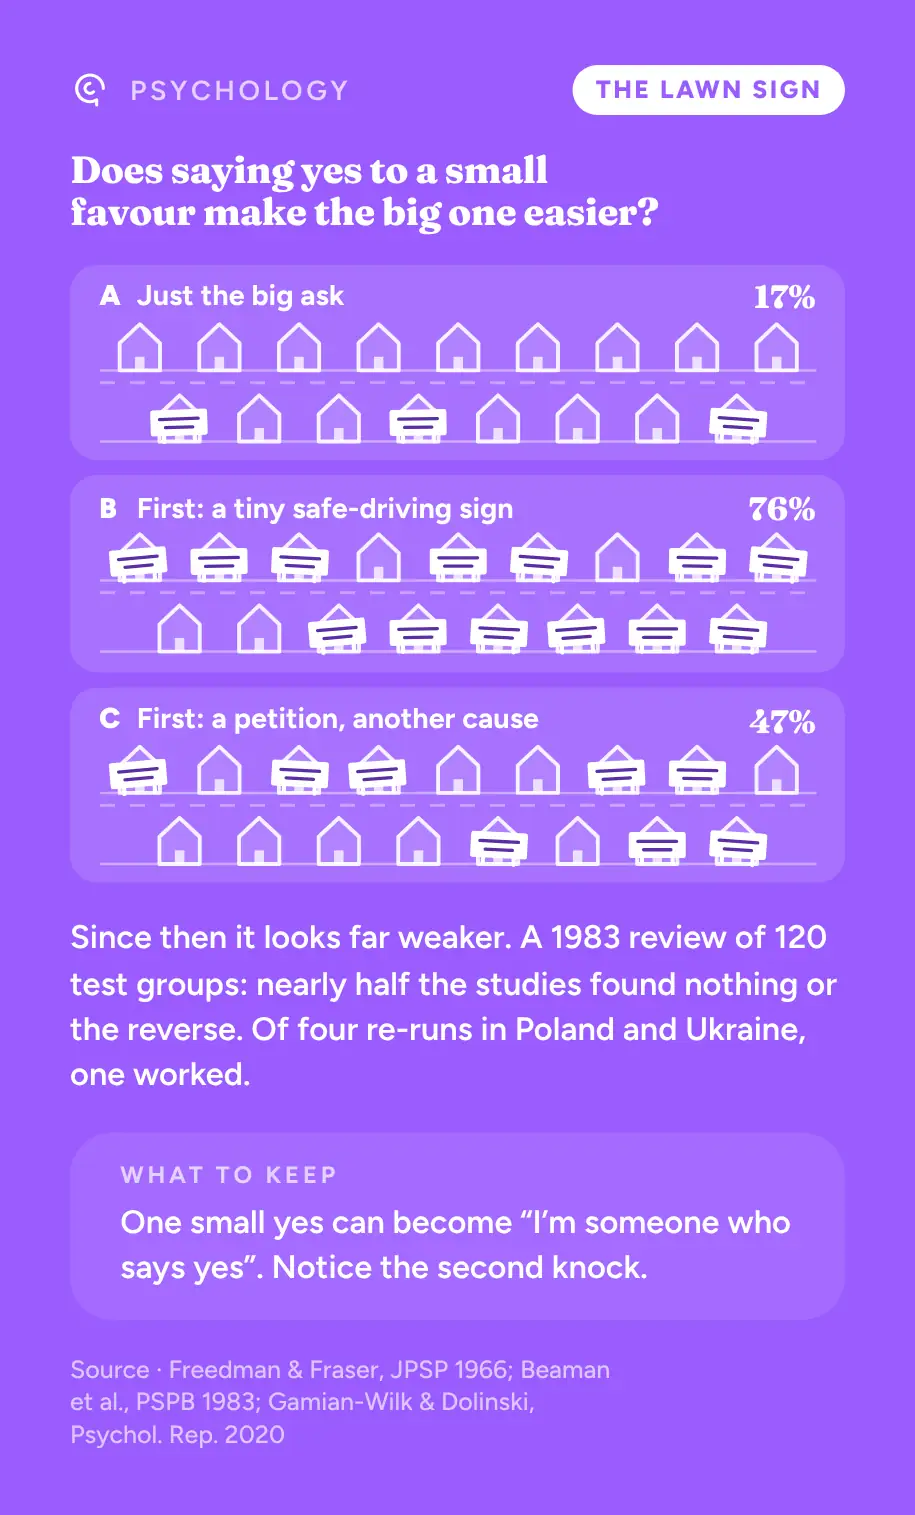 PSYCHOLOGY
THE LAWN SIGN
Does saying yes to a small
favour make the big one easier?
A Just the big ask 17%
B First: a tiny safe-driving sign 76%
C First: a petition, another cause 47%
Since then it looks far weaker. A 1983 review of 120
test groups: nearly half the studies found nothing or
the reverse. Of four re-runs in Poland and Ukraine,
one worked.
WHAT TO KEEP
One small yes can become “I’m someone who
says yes”. Notice the second knock.
Source · Freedman & Fraser, JPSP 1966; Beaman
et al., PSPB 1983; Gamian-Wilk & Dolinski,
Psychol. Rep. 2020